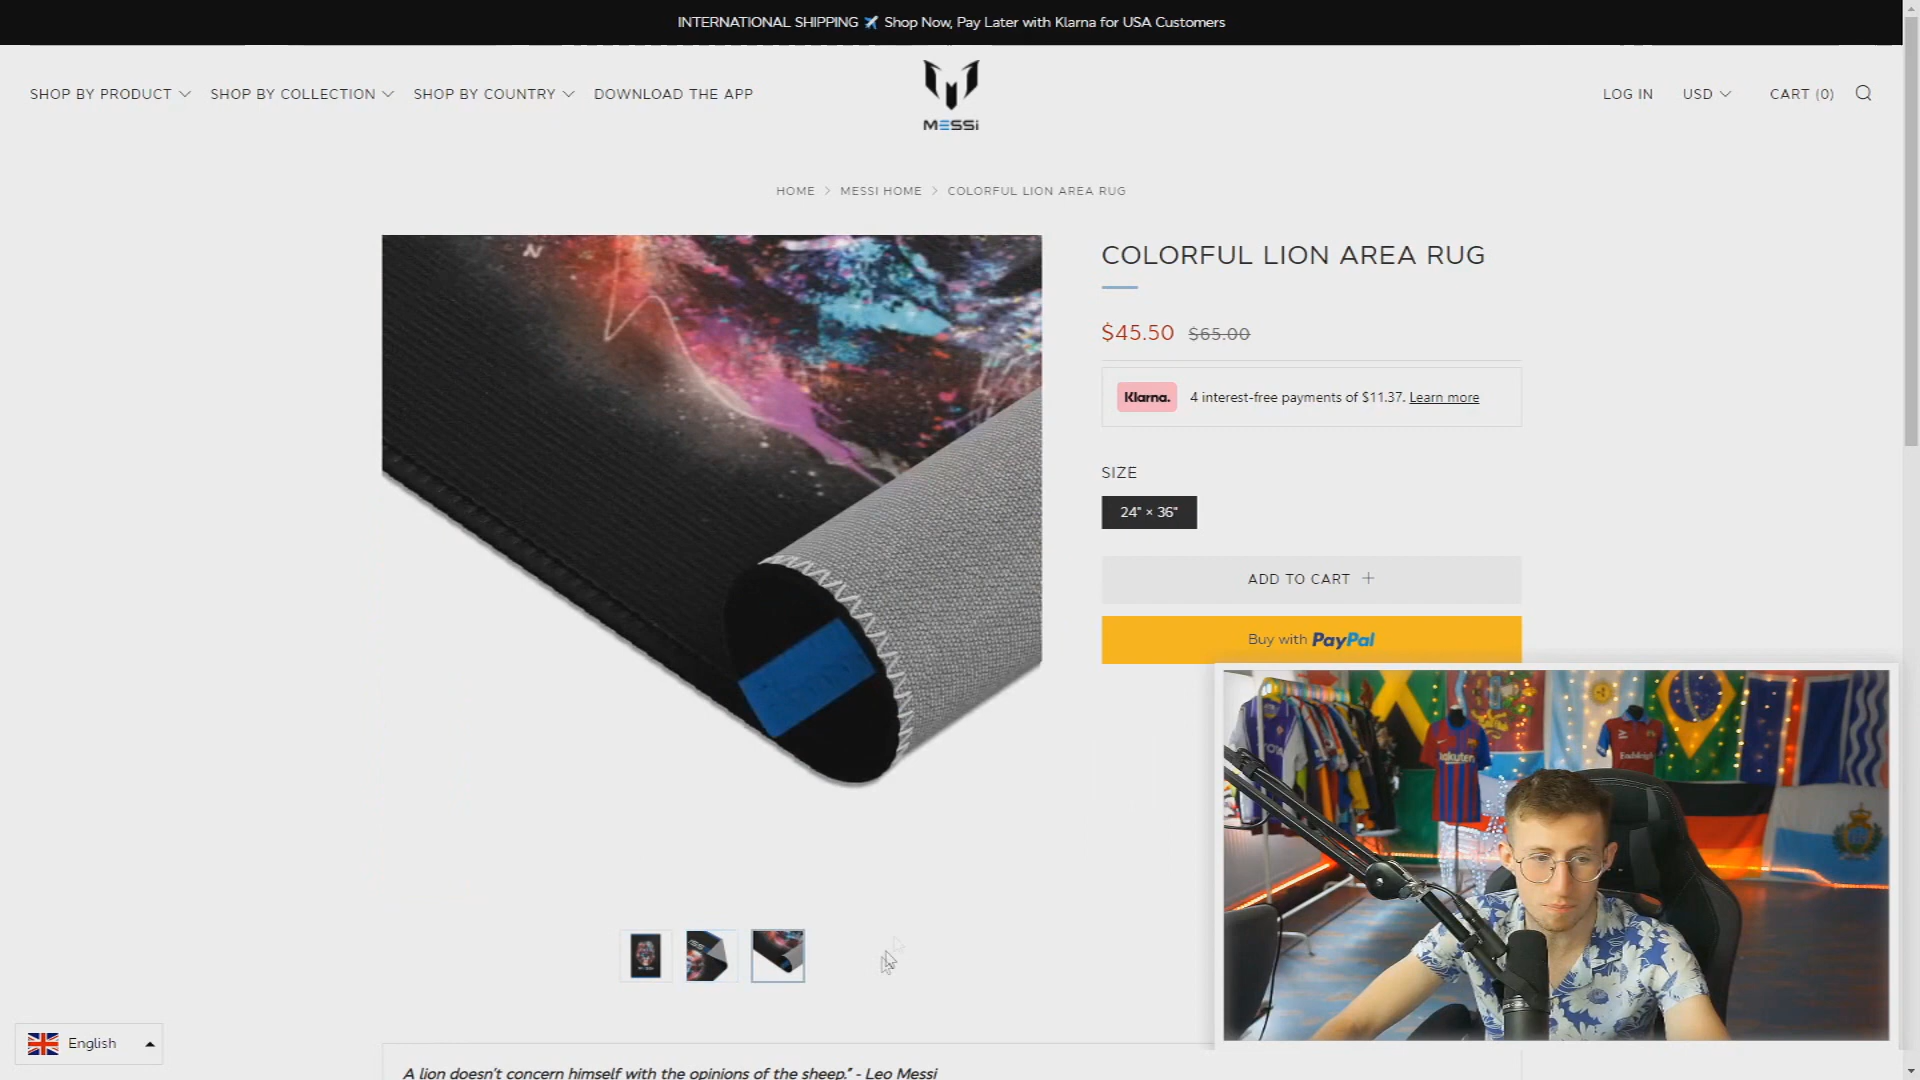 INTERNATIONAL SHIPPING ✈️ Shop Now, Pay Later with Klarna for USA Customers
SHOP BY PRODUCT
SHOP BY COLLECTION
SHOP BY COUNTRY
DOWNLOAD THE APP
MESSI
LOG IN
USD
CART (0)
HOME > MESSI HOME > COLORFUL LION AREA RUG
COLORFUL LION AREA RUG
$45.50 $65.00
Klarna. 4 interest-free payments of $11.37. Learn more
SIZE
24" × 36"
ADD TO CART +
Buy with PayPal
Rakuten
English
A lion doesn't concern himself with the opinions of the sheep." - Leo Messi